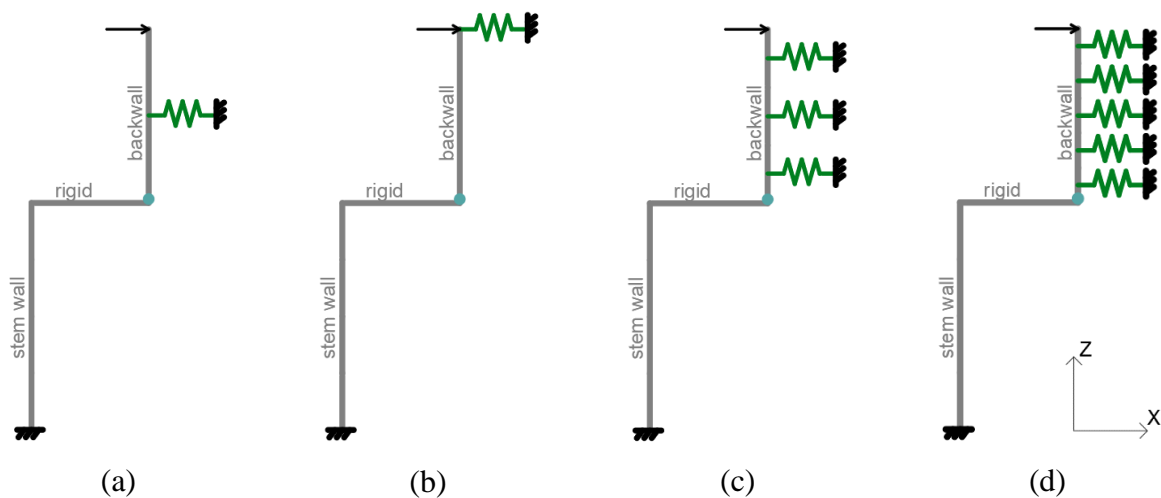 backwall
backwall
backwall
backwall
rigid
rigid
rigid
rigid
stem wall
stem wall
stem wall
stem wall
Z
X
(a)
(b)
(c)
(d)